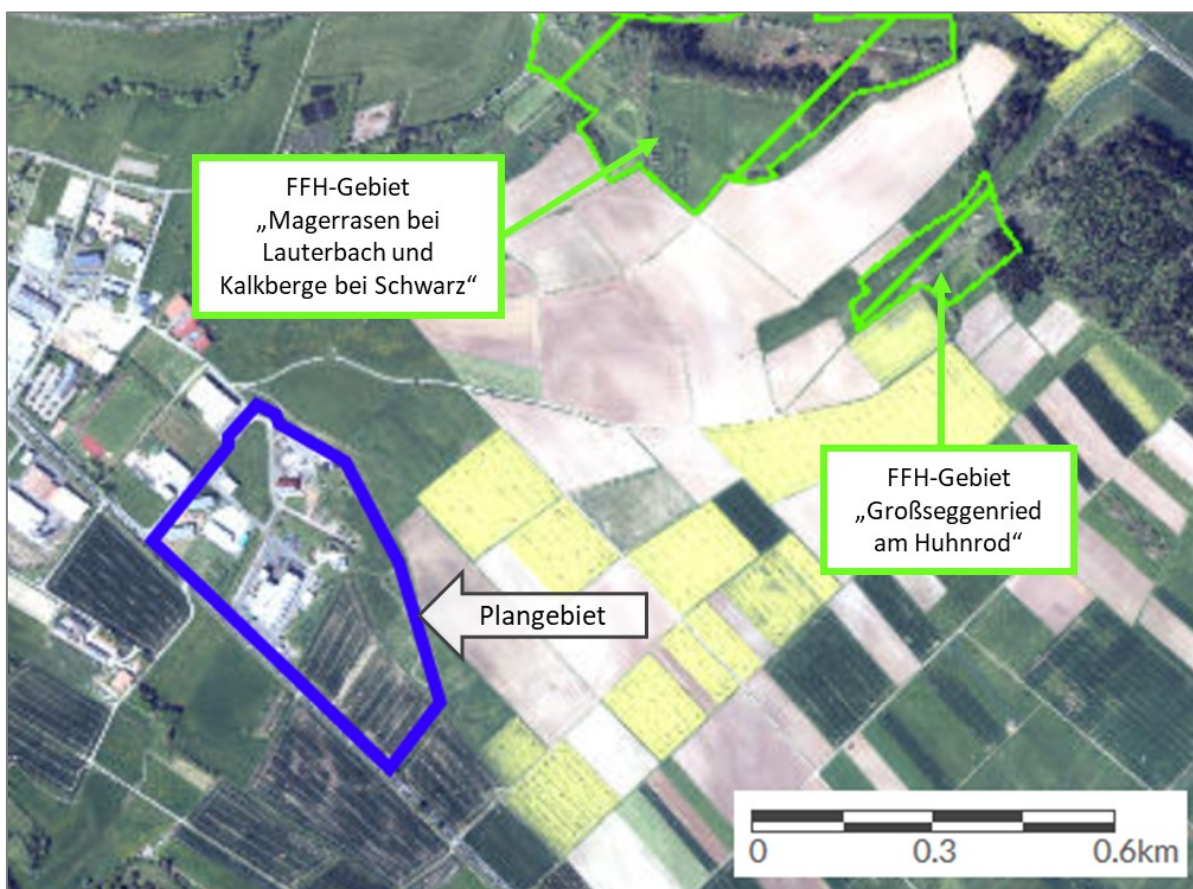 FFH-Gebiet
„Magerrasen bei
Lauterbach und
Kalkberge bei Schwarz“
FFH-Gebiet
„Großseggenried
am Huhnrod“
Plangebiet
0 0.3 0.6km